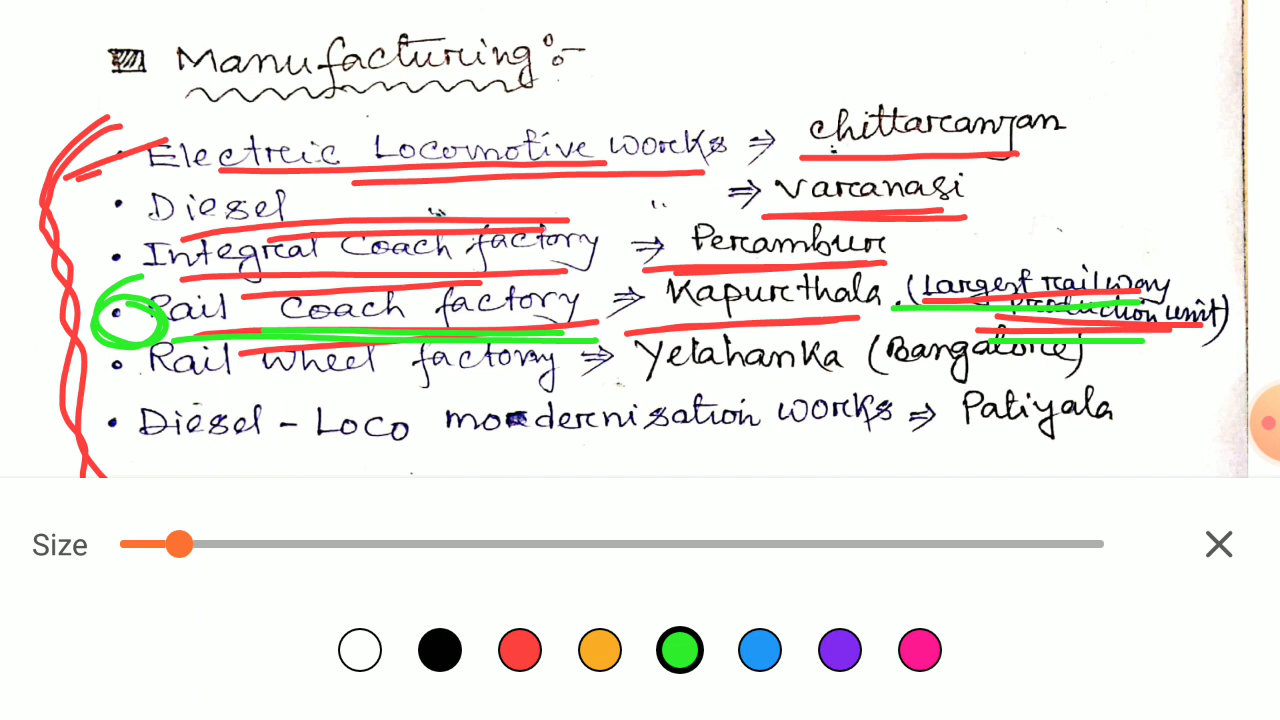 Manufacturing :-
• Electric Locomotive works ⇒ Chittaranjan
• Diesel " " ⇒ Varanasi
• Integral Coach factory ⇒ Perambur
• Rail Coach factory ⇒ Kapurthala. (Largest railway production unit)
• Rail wheel factory ⇒ Yelahanka (Bangalore)
• Diesel - Loco modernisation works ⇒ Patiyala
Size